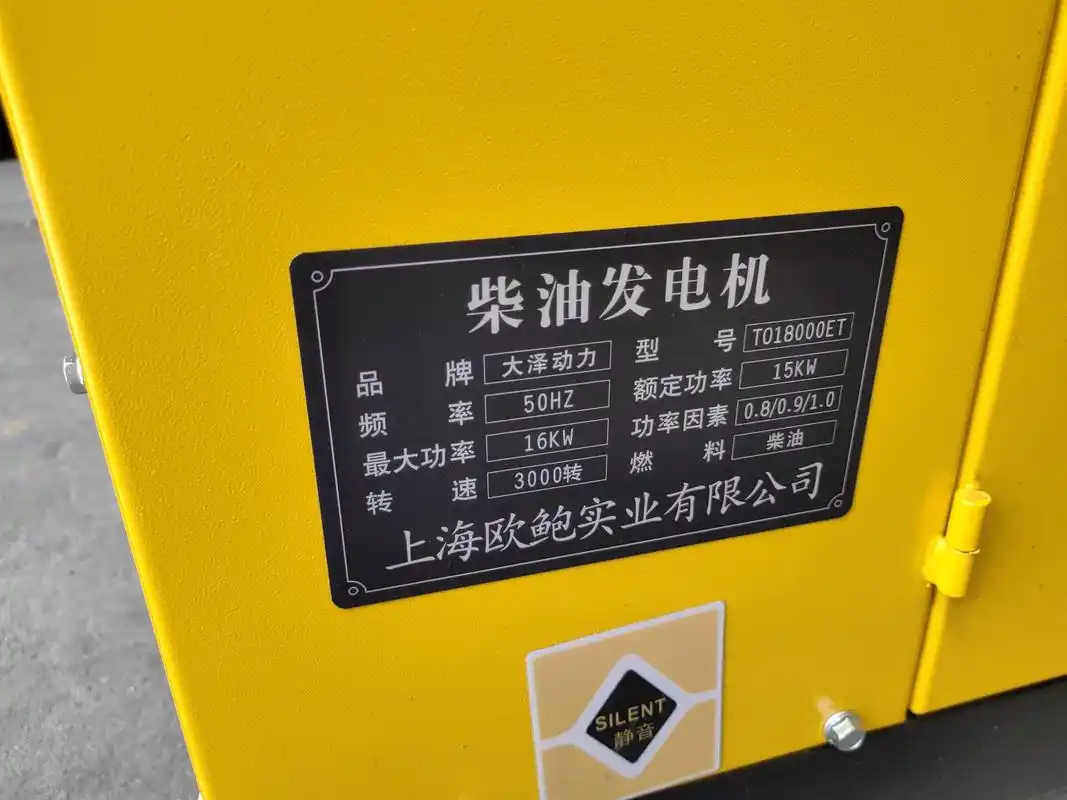 柴油发电机
品牌 大泽动力 型号 TO18000ET
频率 50HZ 额定功率 15KW
最大功率 16KW 功率因素 0.8/0.9/1.0
转速 3000转 燃料 柴油
上海欧鲍实业有限公司
SILENT
静音